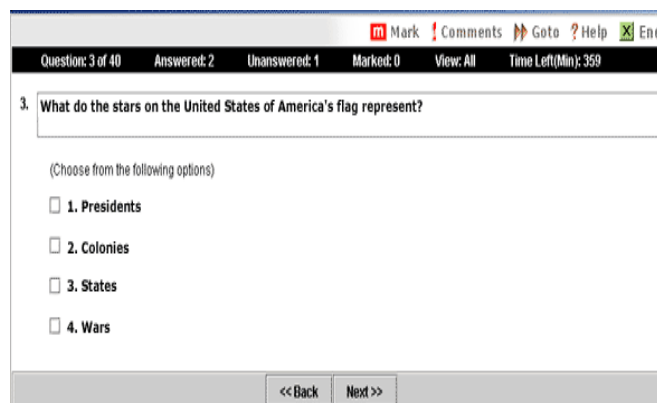 m Mark ! Comments Goto ? Help X En
Question: 3 of 40 Answered: 2 Unanswered: 1 Marked: 0 View: All Time Left(Min): 359
3. What do the stars on the United States of America's flag represent?
(Choose from the following options)
1. Presidents
2. Colonies
3. States
4. Wars
<< Back Next >>